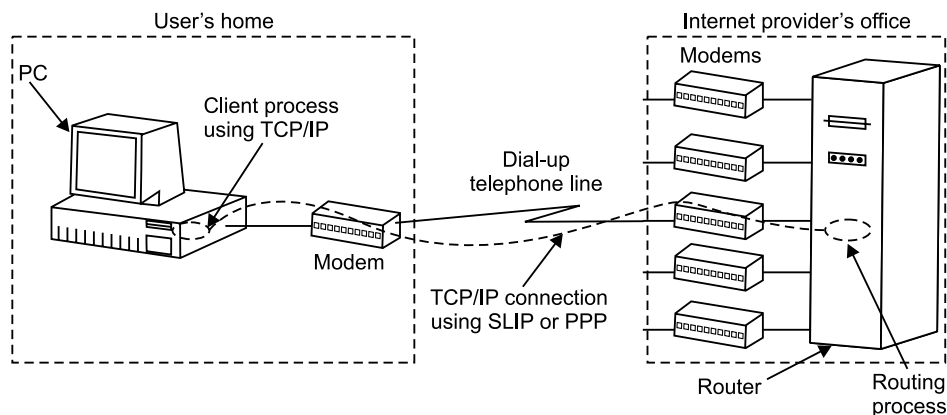 User's home
Internet provider's office
PC
Modems
Client process
using TCP/IP
Dial-up
telephone line
Modem
TCP/IP connection
using SLIP or PPP
Router
Routing
process